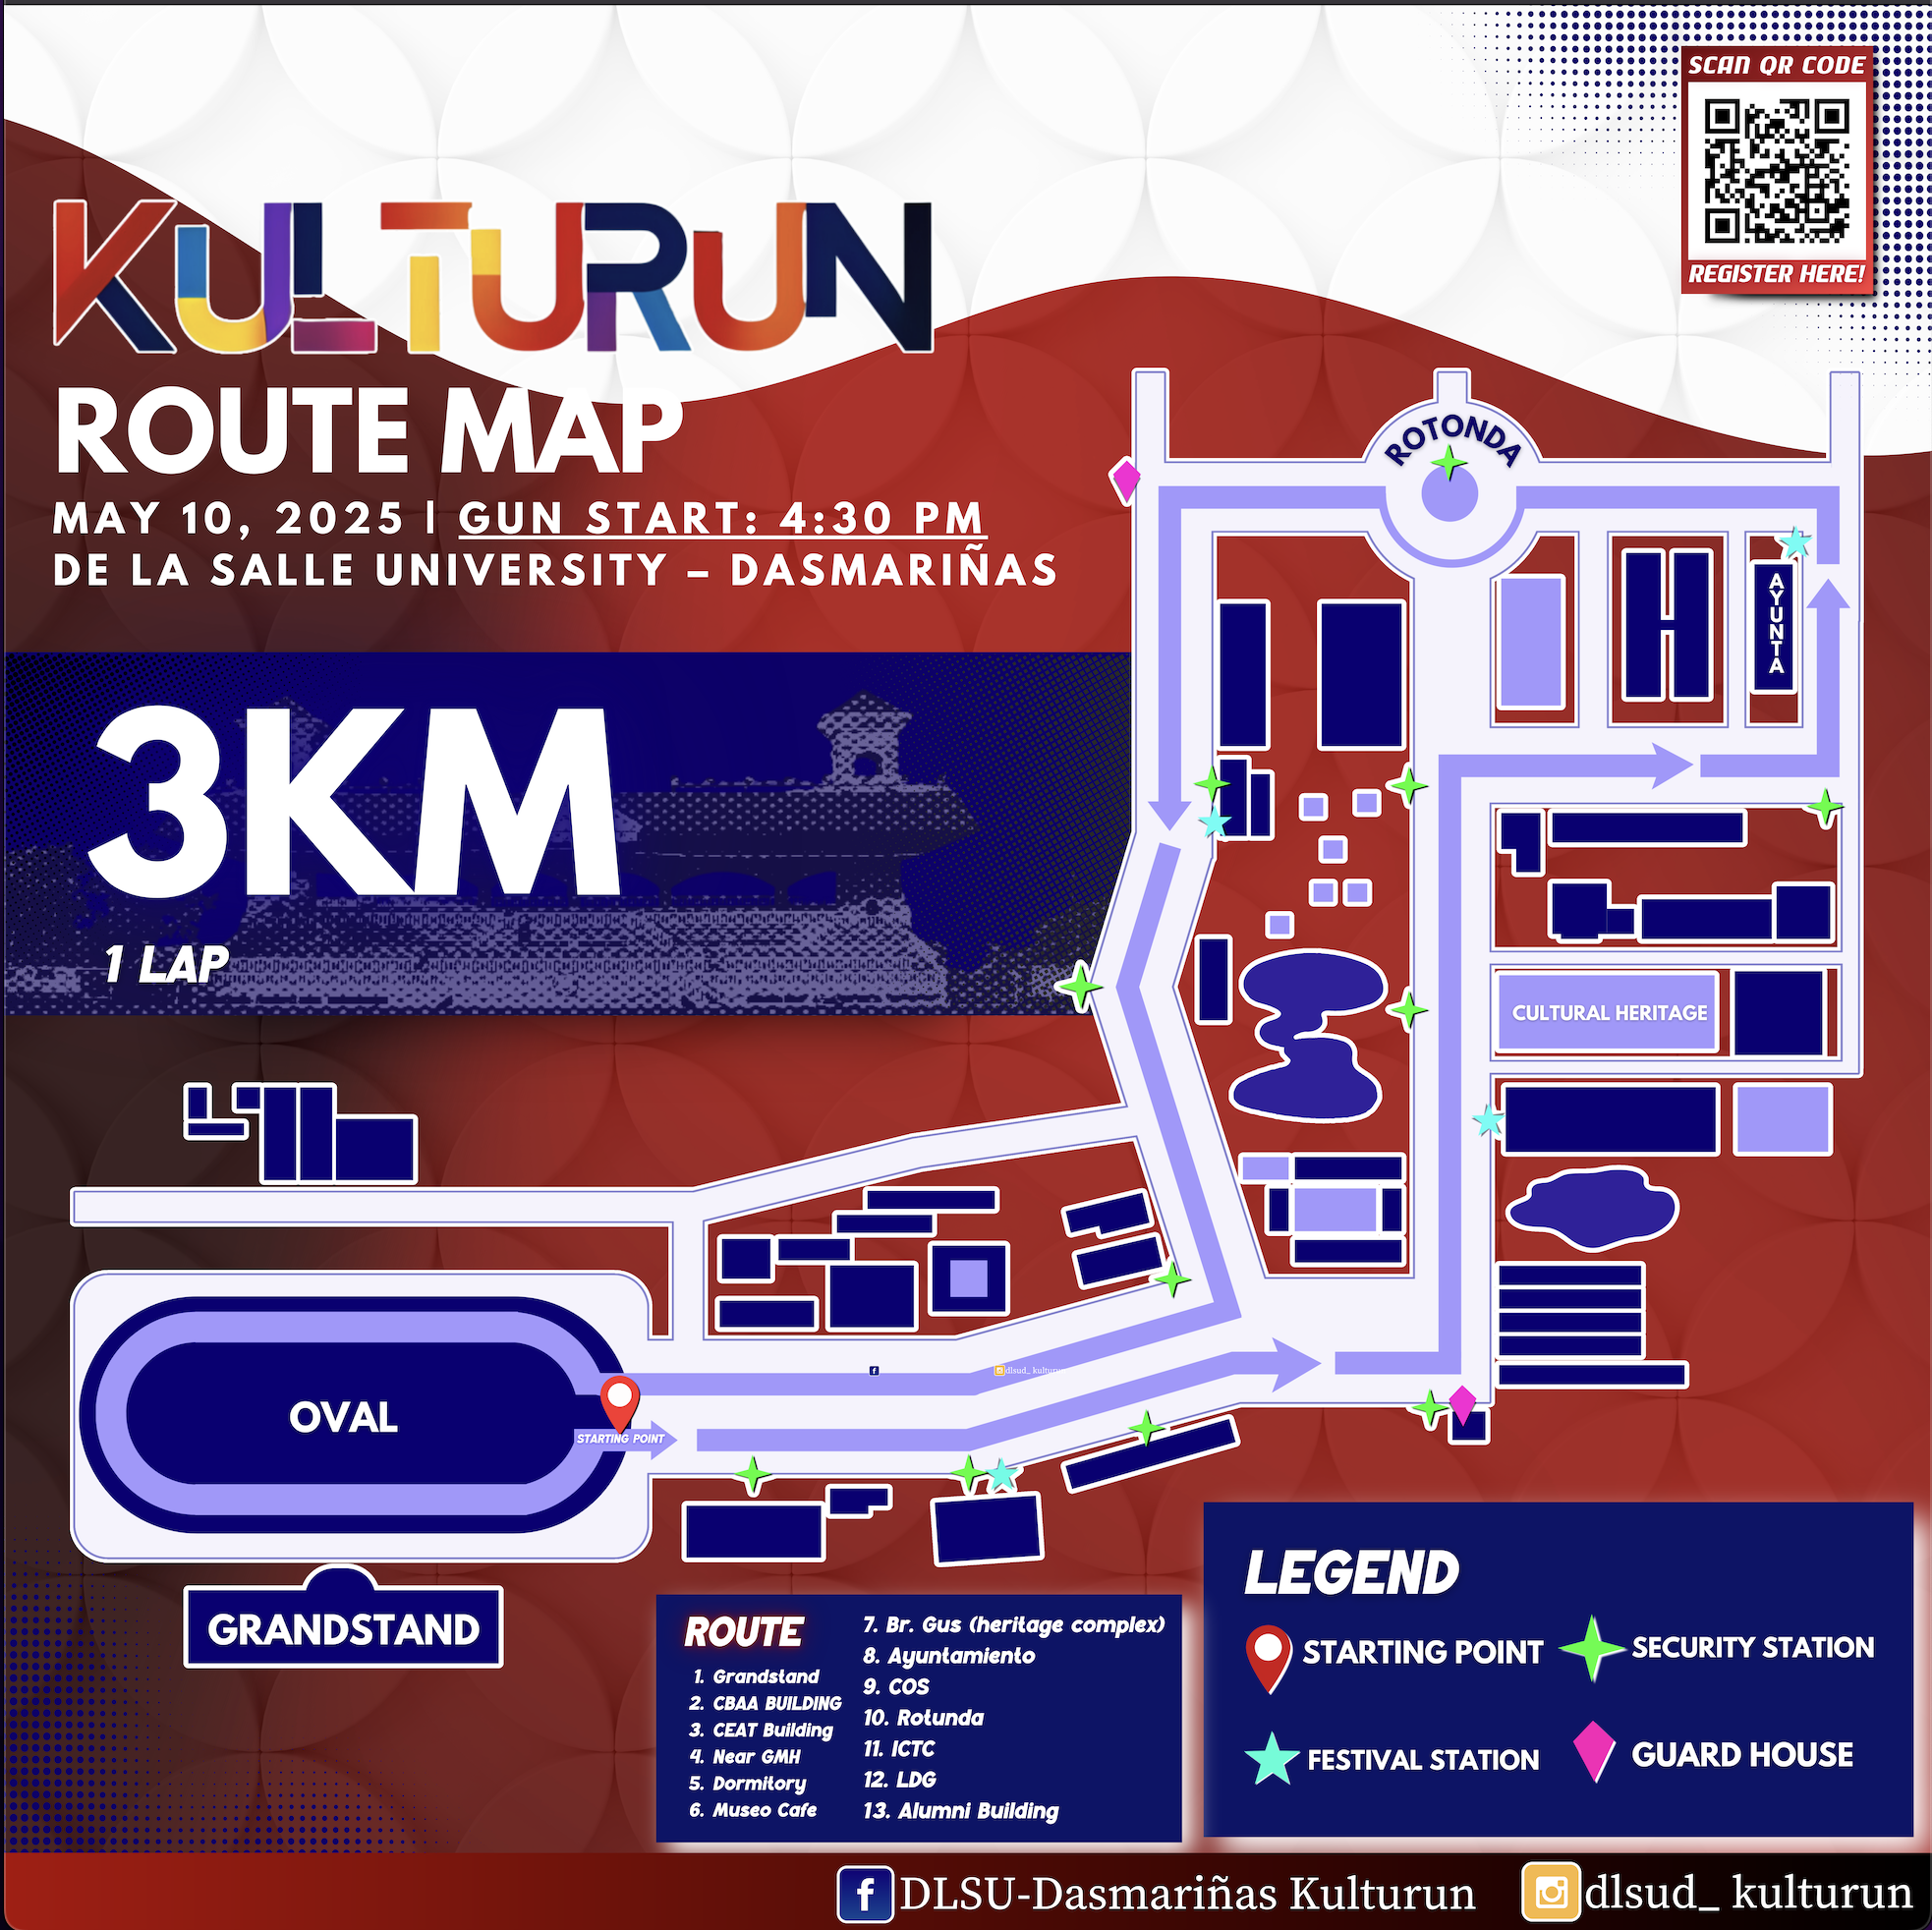 SCAN QR CODE
REGISTER HERE!
KULTURUN
ROUTE MAP
MAY 10, 2025 | GUN START: 4:30 PM
DE LA SALLE UNIVERSITY – DASMARIÑAS
3KM
1 LAP
ROTONDA
AYUNTA
CULTURAL HERITAGE
dlsud_ kulturun
OVAL
STARTING POINT
GRANDSTAND
ROUTE
1. Grandstand
2. CBAA BUILDING
3. CEAT Building
4. Near GMH
5. Dormitory
6. Museo Cafe
7. Br. Gus (heritage complex)
8. Ayuntamiento
9. COS
10. Rotunda
11. ICTC
12. LDG
13. Alumni Building
LEGEND
STARTING POINT
SECURITY STATION
FESTIVAL STATION
GUARD HOUSE
DLSU-Dasmariñas Kulturun
dlsud_ kulturun